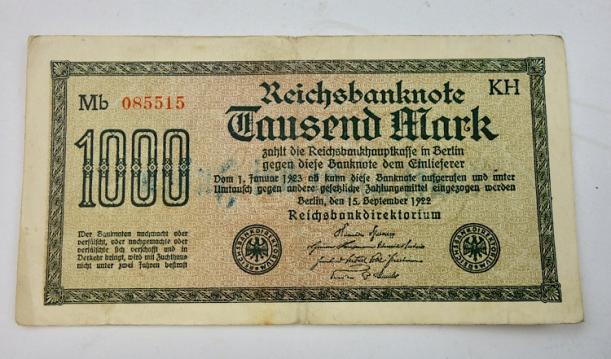 Reichsbanknote
KH
Mb 085515
Tausend Mark
1000
zahlt die Reichsbankhauptkasse in Berlin
gegen diese Banknote dem Einlieferer
Vom 1. Januar 1923 ab kann diese Banknote aufgerufen und unter
Umtausch gegen andere gesetzliche Zahlungsmittel eingezogen werden
Berlin, den 15. September 1922
Reichsbankdirektorium
Wer Banknoten nachmacht oder
verfälscht, oder nachgemachte oder
verfälschte sich verschafft und in
Verkehr bringt, wird mit Zuchthaus
nicht unter zwei Jahren bestraft
REICHSBANKDIREKTORIUM
REICHSBANKDIREKTORIUM